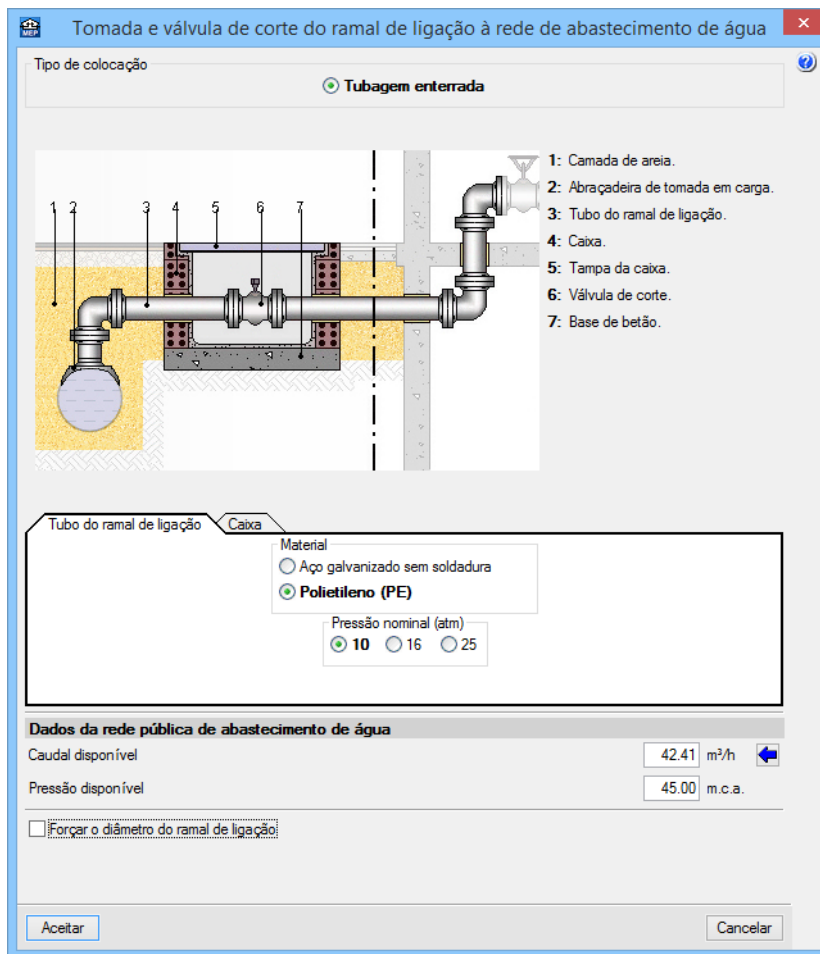 MEP
Tomada e válvula de corte do ramal de ligação à rede de abastecimento de água
Tipo de colocação
Tubagem enterrada
1 2 3 4 5 6 7
1: Camada de areia.
2: Abraçadeira de tomada em carga.
3: Tubo do ramal de ligação.
4: Caixa.
5: Tampa da caixa.
6: Válvula de corte.
7: Base de betão.
Tubo do ramal de ligação Caixa
Material
Aço galvanizado sem soldadura
Polietileno (PE)
Pressão nominal (atm)
10 16 25
Dados da rede pública de abastecimento de água
Caudal disponível 42.41 m³/h
Pressão disponível 45.00 m.c.a.
Forçar o diâmetro do ramal de ligação
Aceitar Cancelar